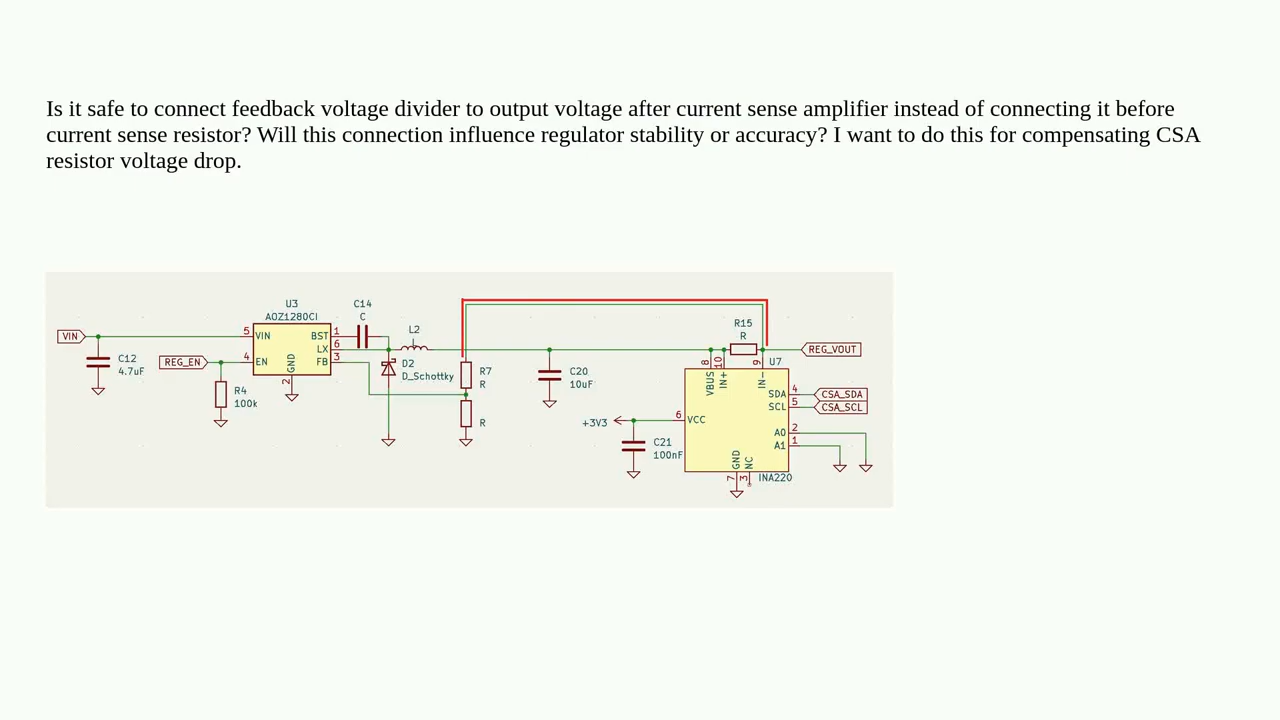 Is it safe to connect feedback voltage divider to output voltage after current sense amplifier instead of connecting it before
current sense resistor? Will this connection influence regulator stability or accuracy? I want to do this for compensating CSA
resistor voltage drop.
U3
AOZ1280CI
C14
C
VIN
5
VIN
BST
1
LX
6
FB
3
4
EN
GND
2
REG_EN
C12
4.7uF
R4
100k
D2
D_Schottky
L2
R7
R
R
C20
10uF
R15
R
REG_VOUT
8
10
9
U7
VBUS
IN+
IN-
+3V3
6
VCC
C21
100nF
SDA
4
CSA_SDA
SCL
5
CSA_SCL
A0
2
A1
1
GND
NC
7
3
INA220